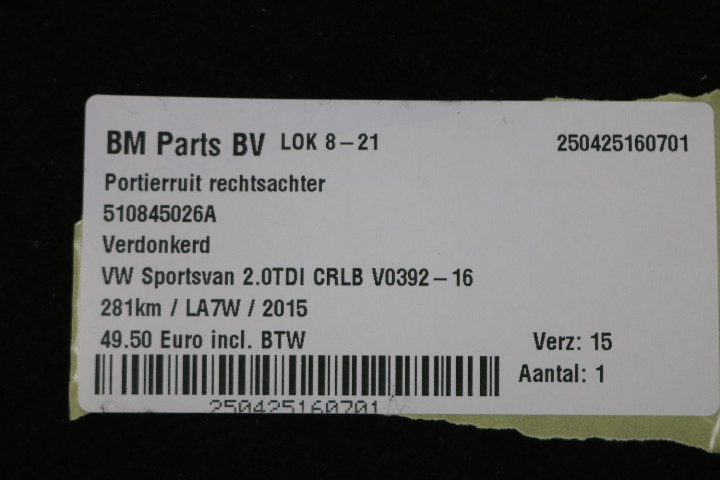 BM Parts BV LOK 8-21 250425160701
Portierruit rechtsachter
510845026A
Verdonkerd
VW Sportsvan 2.0TDI CRLB V0392-16
281km / LA7W / 2015
49.50 Euro incl. BTW Verz: 15
Aantal: 1
250425160701